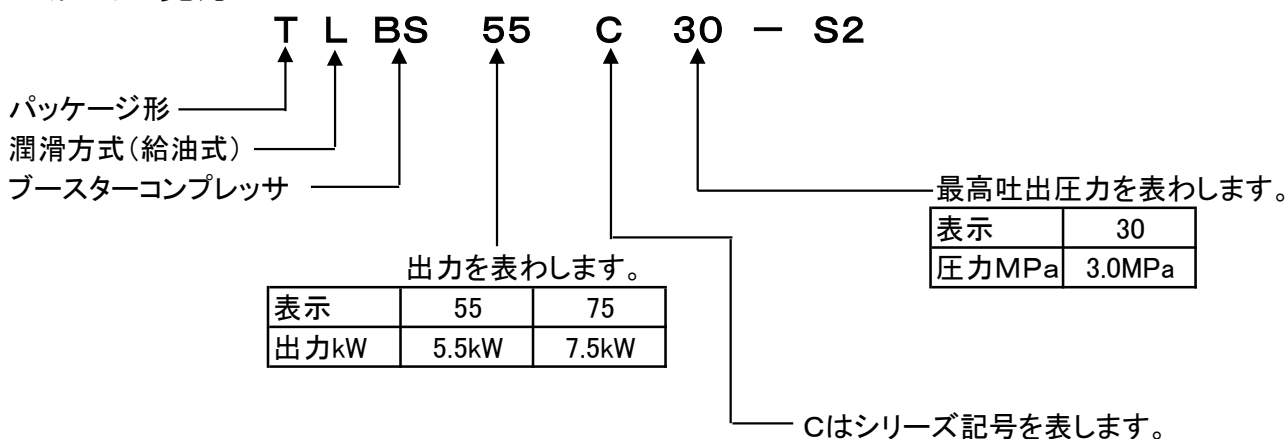 T L BS 55 C 30 － S2
パッケージ形
潤滑方式(給油式)
ブースターコンプレッサ
最高吐出圧力を表わします。
表示 30
圧力MPa 3.0MPa
出力を表わします。
表示 55 75
出力kW 5.5kW 7.5kW
Cはシリーズ記号を表します。